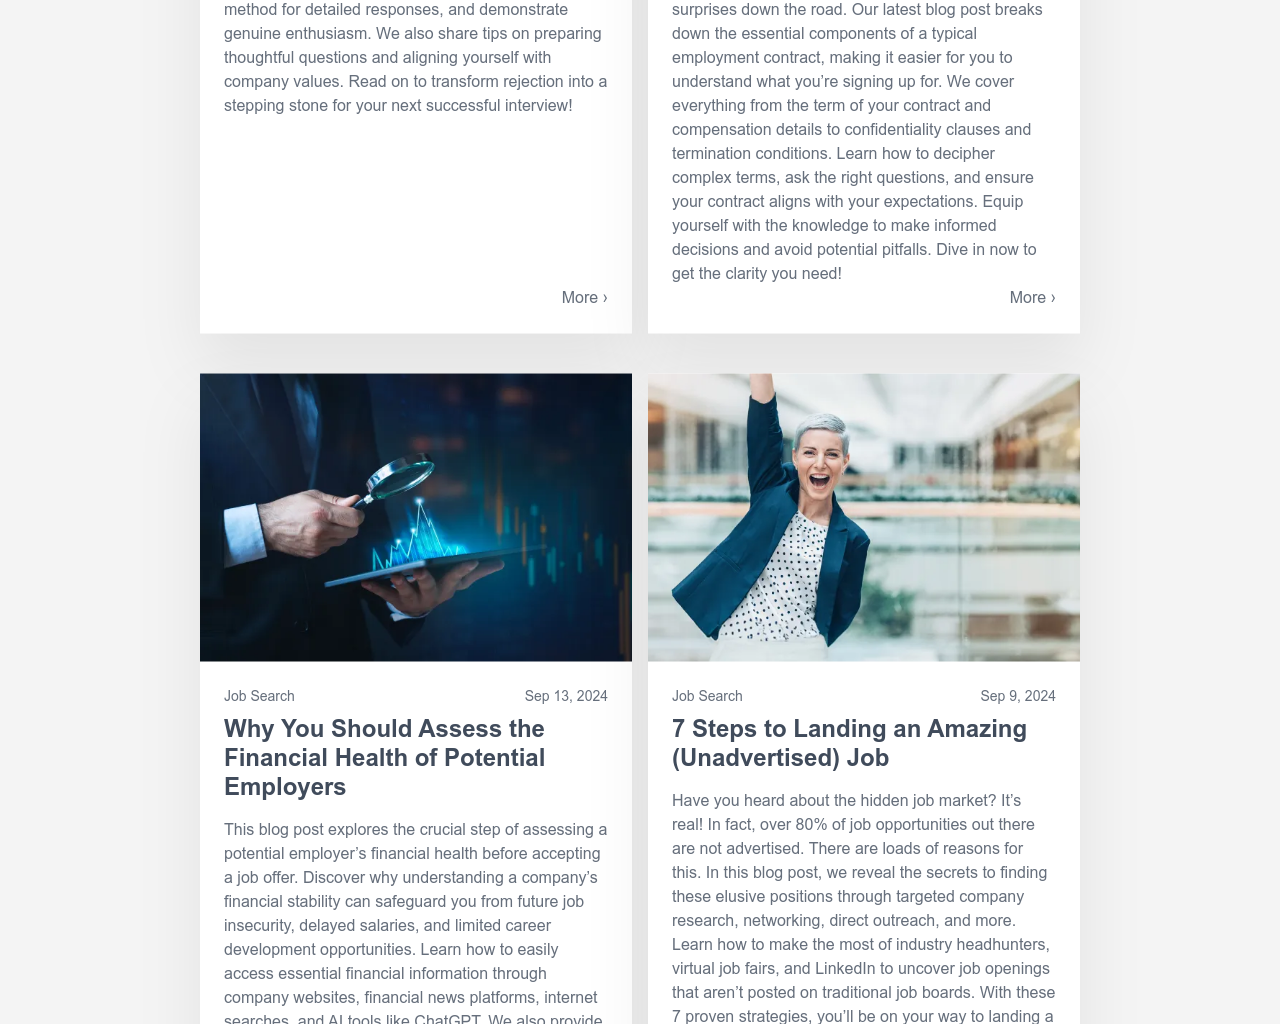 method for detailed responses, and demonstrate
genuine enthusiasm. We also share tips on preparing
thoughtful questions and aligning yourself with
company values. Read on to transform rejection into a
stepping stone for your next successful interview!
More ›
surprises down the road. Our latest blog post breaks
down the essential components of a typical
employment contract, making it easier for you to
understand what you’re signing up for. We cover
everything from the term of your contract and
compensation details to confidentiality clauses and
termination conditions. Learn how to decipher
complex terms, ask the right questions, and ensure
your contract aligns with your expectations. Equip
yourself with the knowledge to make informed
decisions and avoid potential pitfalls. Dive in now to
get the clarity you need!
More ›
Job Search
Sep 13, 2024
Why You Should Assess the
Financial Health of Potential
Employers
This blog post explores the crucial step of assessing a
potential employer’s financial health before accepting
a job offer. Discover why understanding a company’s
financial stability can safeguard you from future job
insecurity, delayed salaries, and limited career
development opportunities. Learn how to easily
access essential financial information through
company websites, financial news platforms, internet
searches, and AI tools like ChatGPT. We also provide
Job Search
Sep 9, 2024
7 Steps to Landing an Amazing
(Unadvertised) Job
Have you heard about the hidden job market? It’s
real! In fact, over 80% of job opportunities out there
are not advertised. There are loads of reasons for
this. In this blog post, we reveal the secrets to finding
these elusive positions through targeted company
research, networking, direct outreach, and more.
Learn how to make the most of industry headhunters,
virtual job fairs, and LinkedIn to uncover job openings
that aren’t posted on traditional job boards. With these
7 proven strategies, you’ll be on your way to landing a